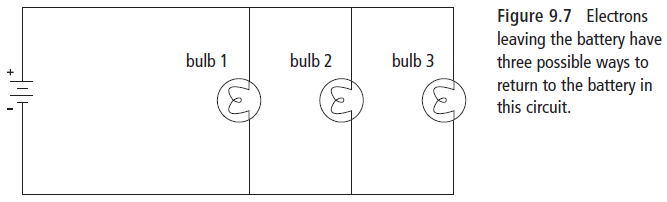 bulb 1
bulb 2
bulb 3
+
-
Figure 9.7 Electrons
leaving the battery have
three possible ways to
return to the battery in
this circuit.